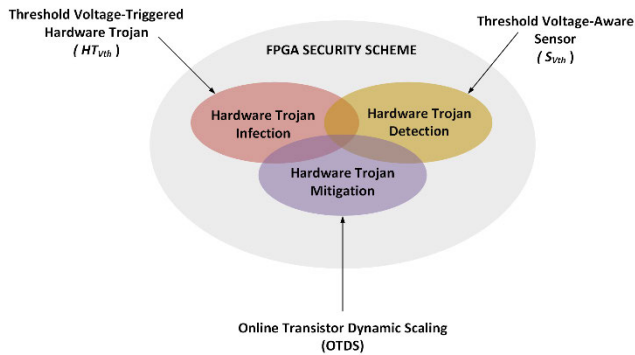 Threshold Voltage-Triggered
Hardware Trojan
( HTVth )
Threshold Voltage-Aware
Sensor
( SVth )
FPGA SECURITY SCHEME
Hardware Trojan
Infection
Hardware Trojan
Detection
Hardware Trojan
Mitigation
Online Transistor Dynamic Scaling
(OTDS)